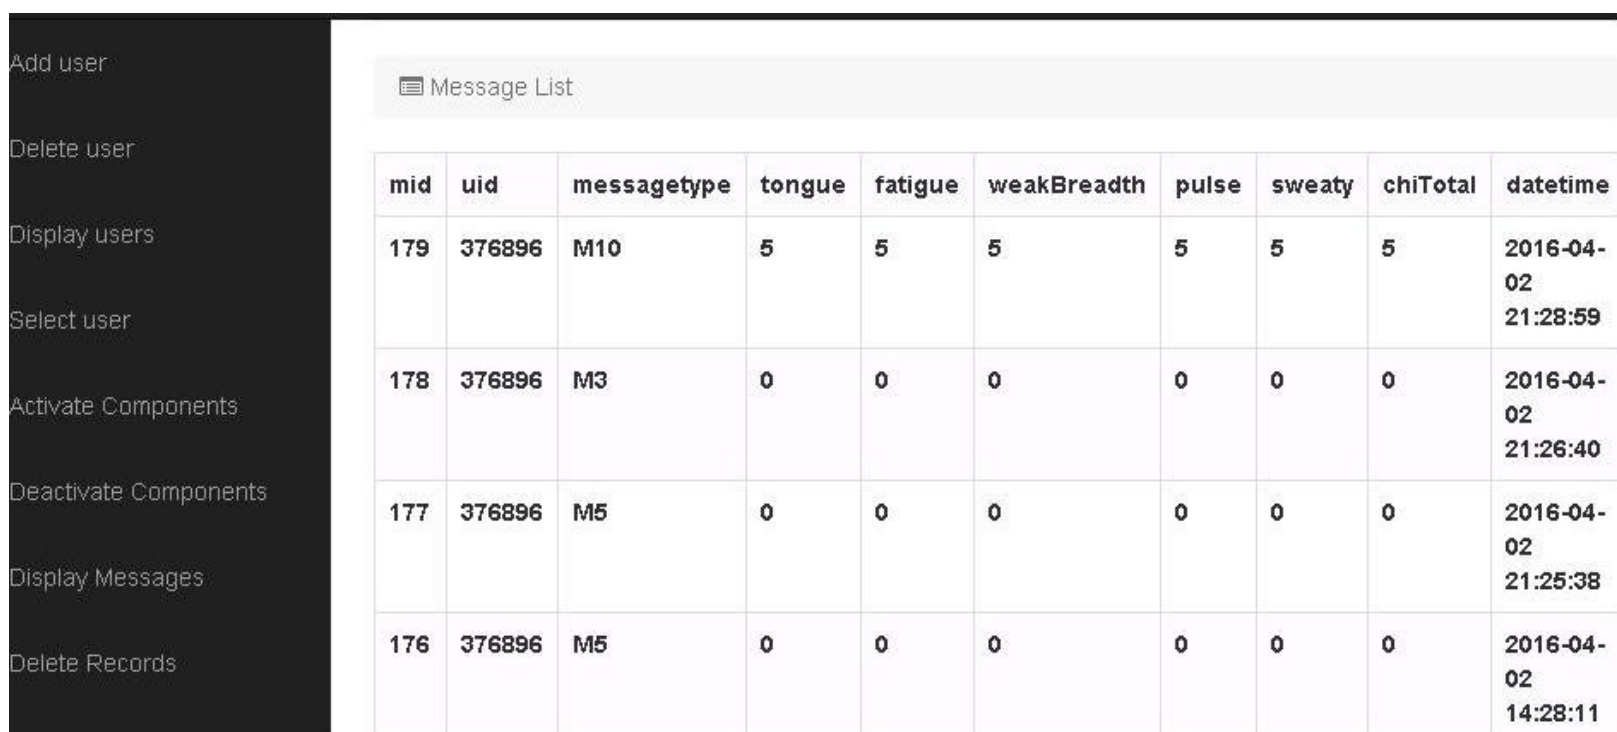 Add user
Delete user
Display users
Select user
Activate Components
Deactivate Components
Display Messages
Delete Records
Message List
mid uid messagetype tongue fatigue weakBreadth pulse sweaty chiTotal datetime
179 376896 M10 5 5 5 5 5 5 2016-04-
02
21:28:59
178 376896 M3 0 0 0 0 0 0 2016-04-
02
21:26:40
177 376896 M5 0 0 0 0 0 0 2016-04-
02
21:25:38
176 376896 M5 0 0 0 0 0 0 2016-04-
02
14:28:11